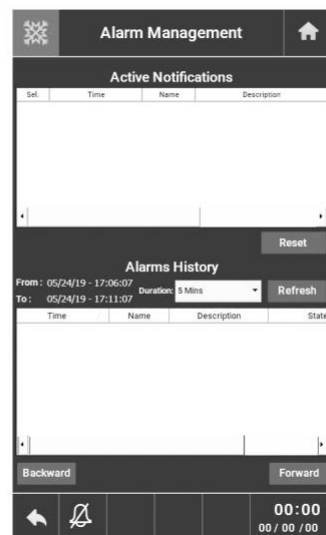 Alarm Management
Active Notifications
Sel. Time Name Description
Reset
Alarms History
From : 05/24/19 - 17:06:07
Duration: 5 Mins
Refresh
To : 05/24/19 - 17:11:07
Time Name Description State
Backward Forward
00:00
00/ 00 /00